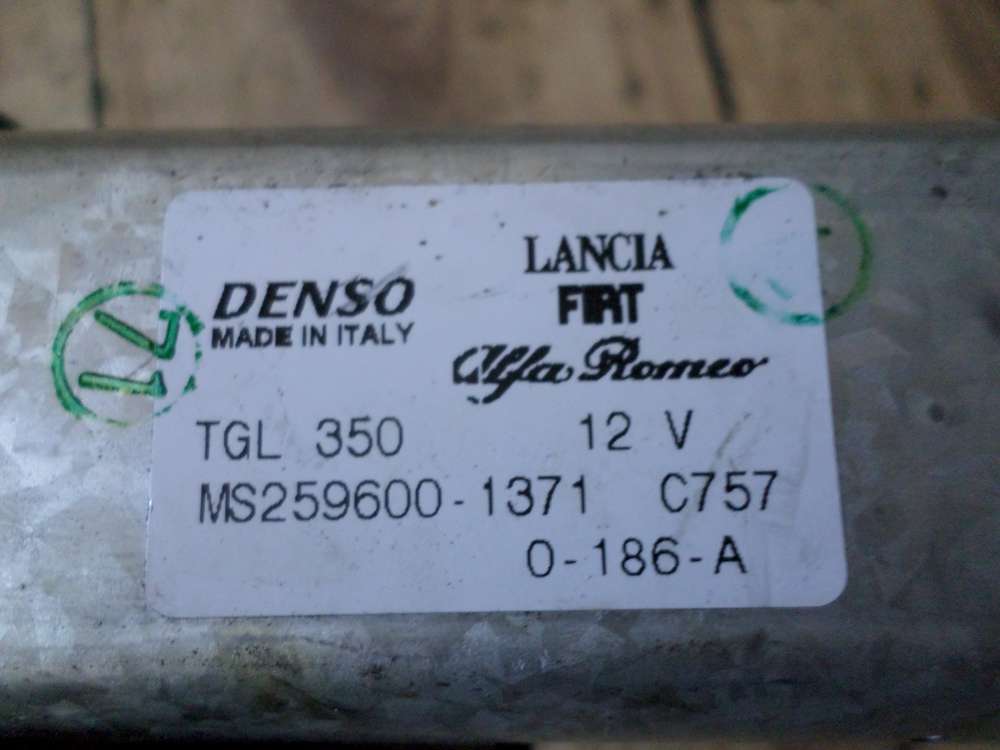 DENSO
MADE IN ITALY
LANCIA
FIAT
Alfa Romeo
TGL 350 12 V
MS259600-1371 C757
0-186-A